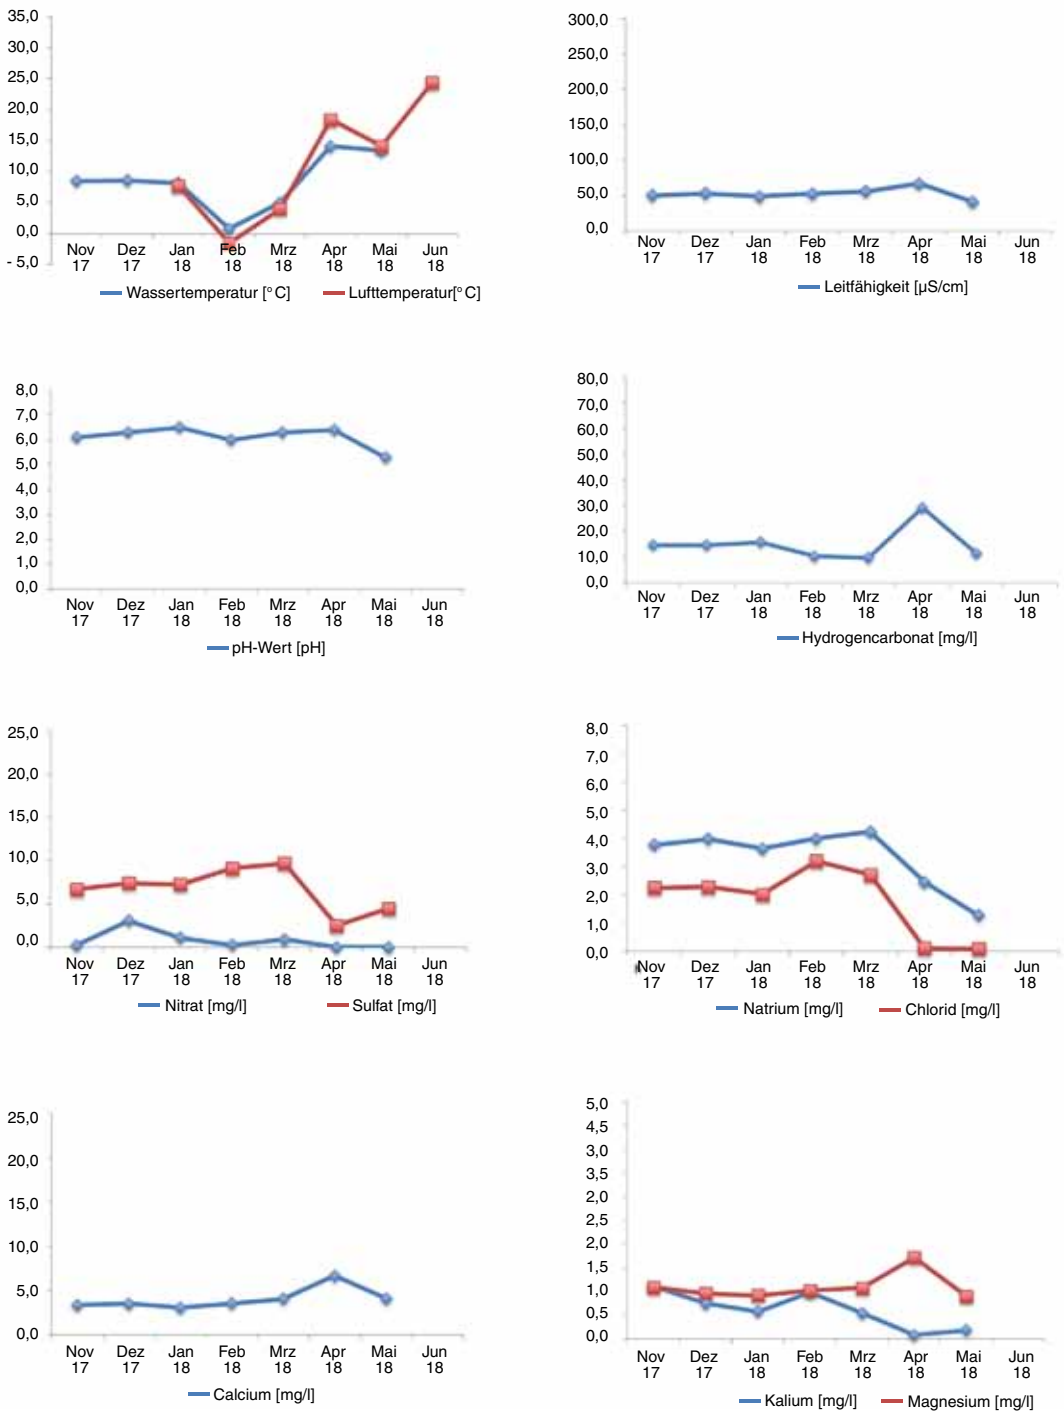 35,0
30,0
25,0
20,0
15,0
10,0
5,0
0,0
- 5,0
Nov Dez Jan Feb Mrz Apr Mai Jun
17 17 18 18 18 18 18 18
Wassertemperatur [°C] Lufttemperatur[°C]
300,0
250,0
200,0
150,0
100,0
50,0
0,0
Nov Dez Jan Feb Mrz Apr Mai Jun
17 17 18 18 18 18 18 18
Leitfähigkeit [µS/cm]
8,0
7,0
6,0
5,0
4,0
3,0
2,0
1,0
0,0
Nov Dez Jan Feb Mrz Apr Mai Jun
17 17 18 18 18 18 18 18
pH-Wert [pH]
80,0
70,0
60,0
50,0
40,0
30,0
20,0
10,0
0,0
Nov Dez Jan Feb Mrz Apr Mai Jun
17 17 18 18 18 18 18 18
Hydrogencarbonat [mg/l]
25,0
20,0
15,0
10,0
5,0
0,0
Nov Dez Jan Feb Mrz Apr Mai Jun
17 17 18 18 18 18 18 18
Nitrat [mg/l] Sulfat [mg/l]
8,0
7,0
6,0
5,0
4,0
3,0
2,0
1,0
0,0
Nov Dez Jan Feb Mrz Apr Mai Jun
17 17 18 18 18 18 18 18
Natrium [mg/l] Chlorid [mg/l]
25,0
20,0
15,0
10,0
5,0
0,0
Nov Dez Jan Feb Mrz Apr Mai Jun
17 17 18 18 18 18 18 18
Calcium [mg/l]
5,0
4,5
3,0
3,0
3,5
2,0
2,5
2,0
1,5
1,0
0,5
0,0
Nov Dez Jan Feb Mrz Apr Mai Jun
17 17 18 18 18 18 18 18
Kalium [mg/l] Magnesium [mg/l]